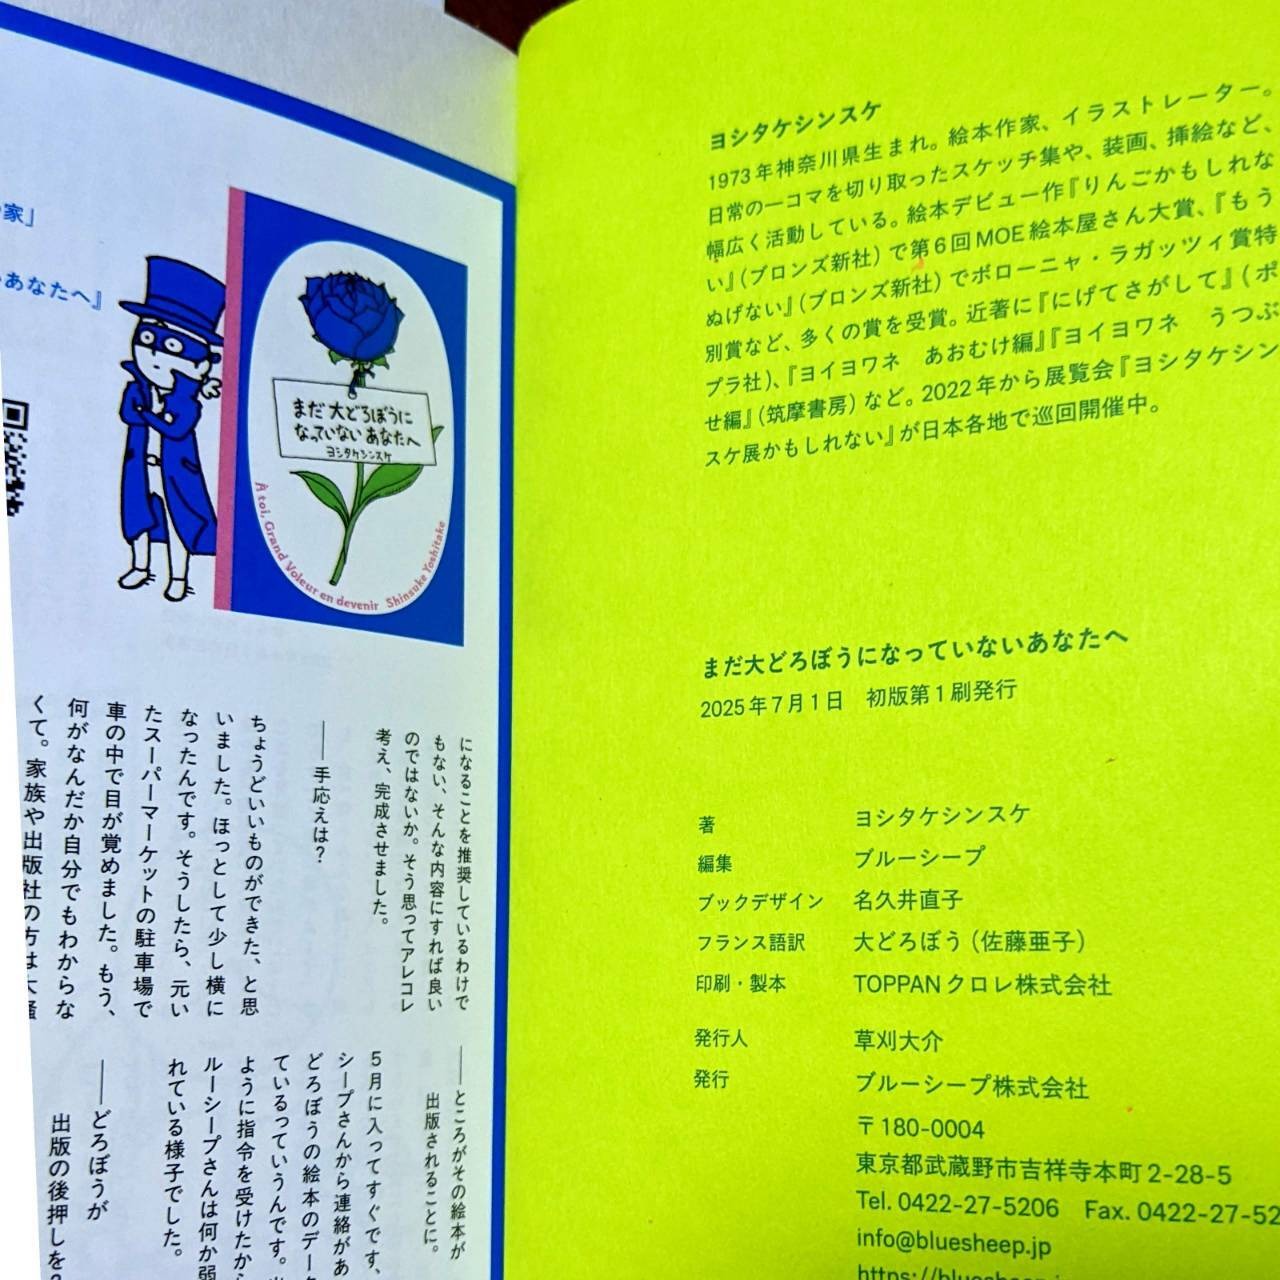 家」
あなたへ』
まだ大どろぼうに
なっていないあなたへ
ヨシタケシンスケ
À toi, Grand Voleur en devenir Shinsuke Yoshitake
になることを推奨しているわけで
もない、そんな内容にすれば良い
のではないか。そう思ってアレコレ
考え、完成させました。
──手応えは？
ちょうどいいものができた、と思
いました。ほっとして少し横に
なったんです。そうしたら、元い
たスーパーマーケットの駐車場で
車の中で目が覚めました。もう、
何がなんだか自分でもわからな
くて。家族や出版社の方は大
──ところがその絵本が
出版されることに。
5月に入ってすぐです、
シープさんから連絡があ
どろぼうの絵本のデータ
ているっていうんです。
ように指令を受けたから
ルーシープさんは何か弱
れている様子でした。
──どろぼうが
出版の後押しを
ヨシタケシンスケ
1973年神奈川県生まれ。絵本作家、イラストレーター。
日常の一コマを切り取ったスケッチ集や、装画、挿絵など、
幅広く活動している。絵本デビュー作『りんごかもしれな
い』(ブロンズ新社)で第6回MOE絵本屋さん大賞、『もう
ぬげない』(ブロンズ新社)でボローニャ・ラガッツィ賞特
別賞など、多くの賞を受賞。近著に『にげてさがして』(ポ
プラ社)、『ヨイヨワネ　あおむけ編』『ヨイヨワネ　うつぶ
せ編』(筑摩書房)など。2022年から展覧会『ヨシタケシン
スケ展かもしれない』が日本各地で巡回開催中。
まだ大どろぼうになっていないあなたへ
2025年7月1日　初版第1刷発行
著　ヨシタケシンスケ
編集　ブルーシープ
ブックデザイン　名久井直子
フランス語訳　大どろぼう(佐藤亜子)
印刷・製本　TOPPANクロレ株式会社
発行人　草刈大介
発行　ブルーシープ株式会社
〒180-0004
東京都武蔵野市吉祥寺本町2-28-5
Tel. 0422-27-5206　Fax. 0422-27-52
info@bluesheep.jp
https://bluesheep.j